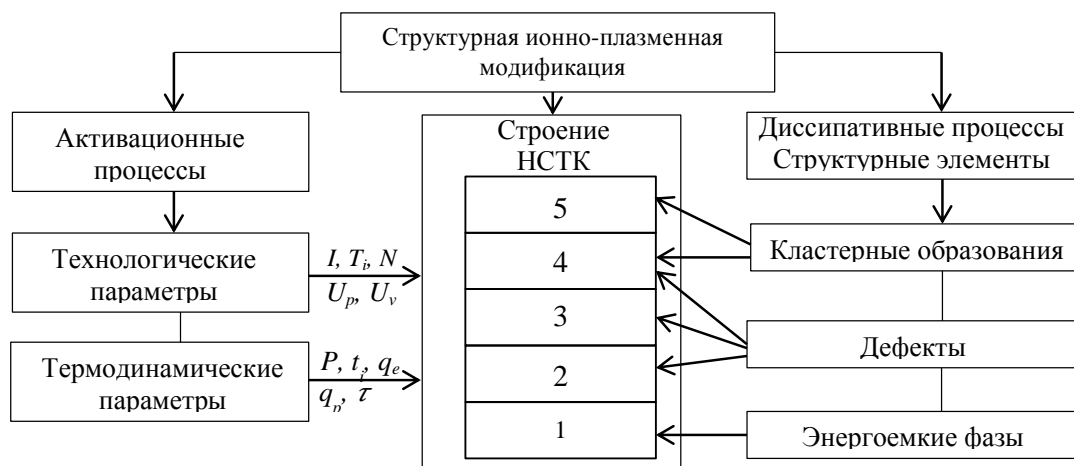 Структурная ионно-плазменная
модификация
Активационные
процессы
Строение
НСТК
Диссипативные процессы
Структурные элементы
5
4
3
2
1
Технологические
параметры
I, Ti, N
Up, Uv
Кластерные образования
Термодинамические
параметры
P, ti, qe
qp, τ
Дефекты
Энергоемкие фазы